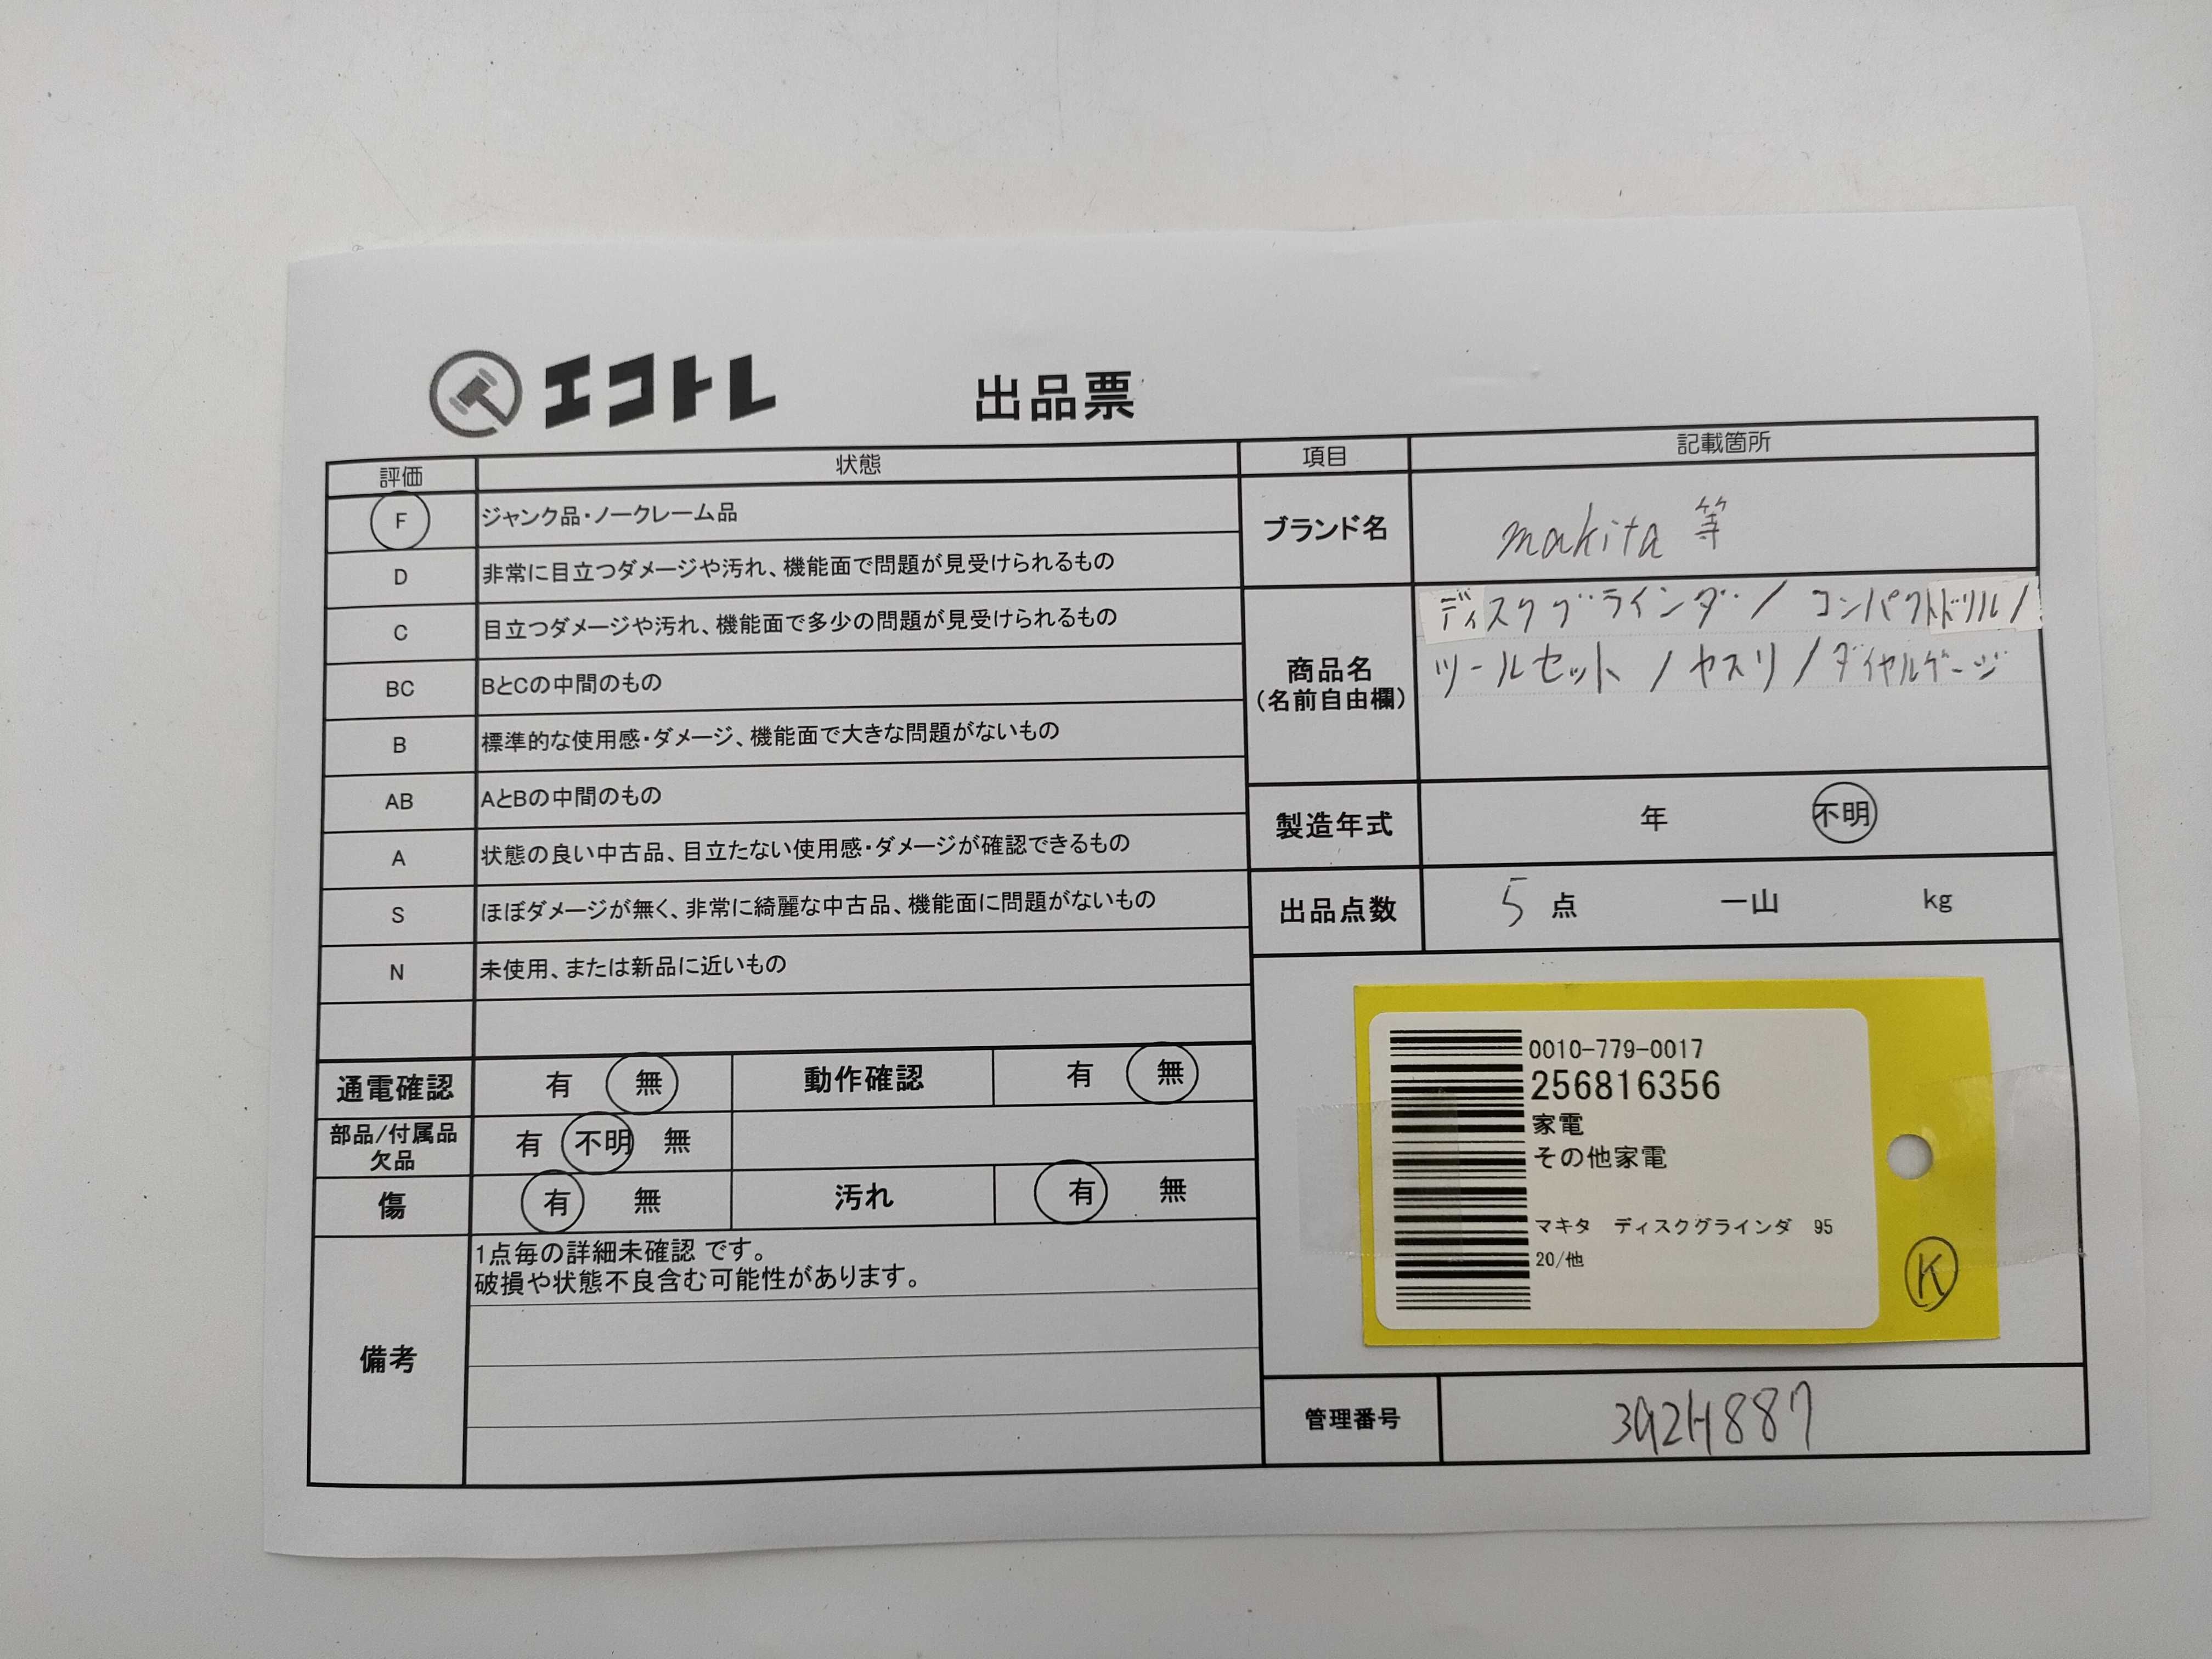 エコトレ 出品票
評価 状態
F ジャンク品・ノークレーム品
D 非常に目立つダメージや汚れ、機能面で問題が見受けられるもの
C 目立つダメージや汚れ、機能面で多少の問題が見受けられるもの
BC BとCの中間のもの
B 標準的な使用感・ダメージ、機能面で大きな問題がないもの
AB AとBの中間のもの
A 状態の良い中古品、目立たない使用感・ダメージが確認できるもの
S ほぼダメージが無く、非常に綺麗な中古品、機能面に問題がないもの
N 未使用、または新品に近いもの
通電確認 有 無 動作確認 有 無
部品/付属品
欠品 有 不明 無
傷 有 無 汚れ 有 無
備考
1点毎の詳細未確認 です。
破損や状態不良含む可能性があります。
項目 記載箇所
ブランド名 makita 等
商品名
(名前自由欄)
ディスクグラインダ/コンパクトドリル/
ツールセット/ヤスリ/ダイヤルゲージ
製造年式 年 不明
出品点数 5 点 一山 kg
0010-779-0017
256816356
家電
その他家電
マキタ ディスクグラインダ 95
20/他
K
管理番号